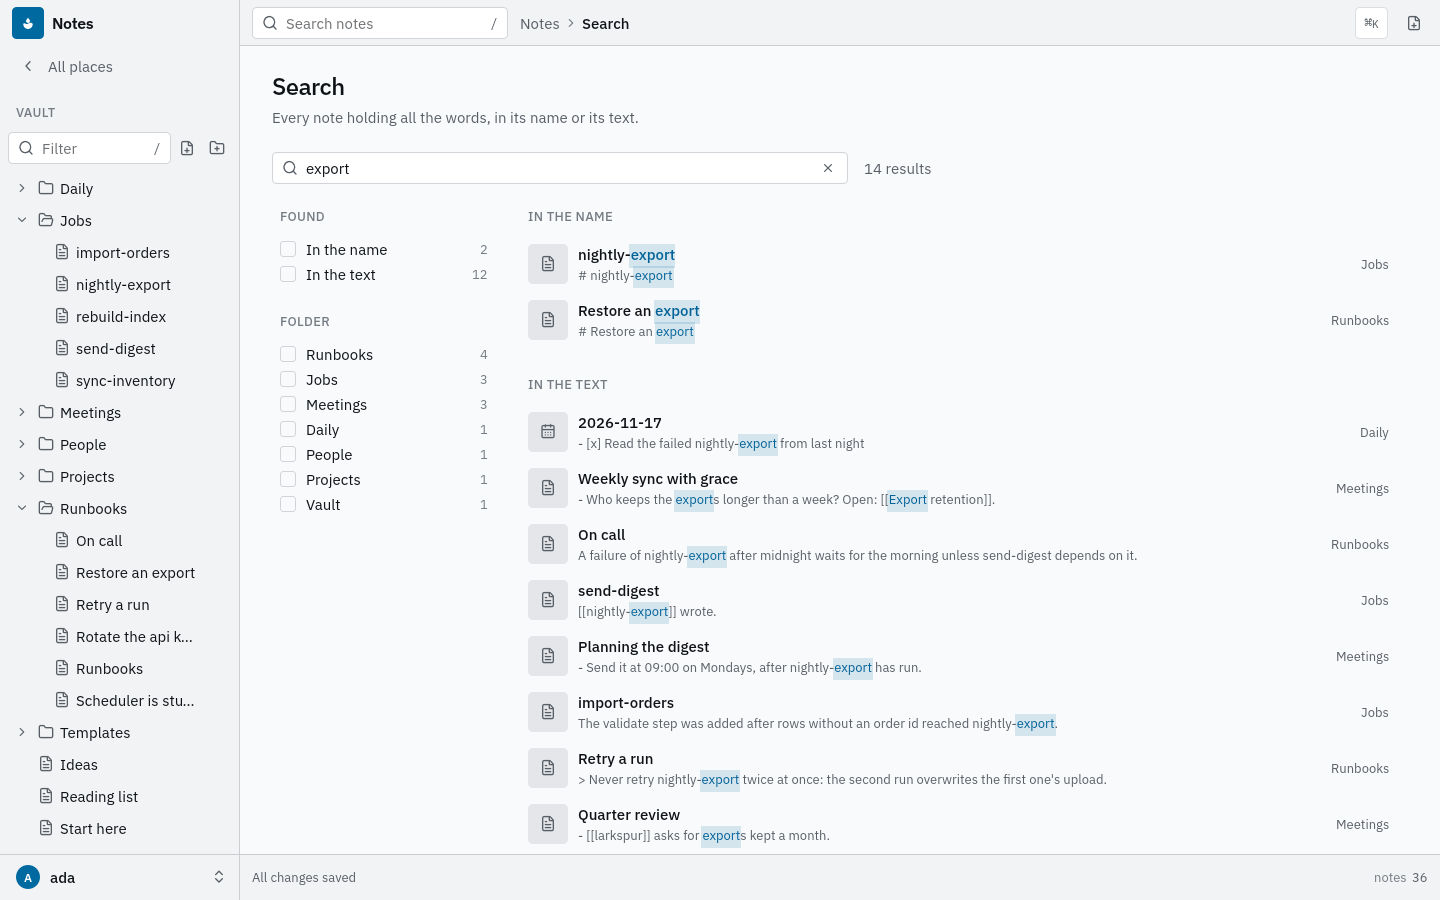 Notes
All places
VAULT
Filter /
Daily
Jobs
import-orders
nightly-export
rebuild-index
send-digest
sync-inventory
Meetings
People
Projects
Runbooks
On call
Restore an export
Retry a run
Rotate the api k...
Runbooks
Scheduler is stu...
Templates
Ideas
Reading list
Start here
A ada
Search notes /
Notes > Search
⌘K
Search
Every note holding all the words, in its name or its text.
export
14 results
FOUND
In the name 2
In the text 12
FOLDER
Runbooks 4
Jobs 3
Meetings 3
Daily 1
People 1
Projects 1
Vault 1
IN THE NAME
nightly-export
# nightly-export
Jobs
Restore an export
# Restore an export
Runbooks
IN THE TEXT
2026-11-17
- [x] Read the failed nightly-export from last night
Daily
Weekly sync with grace
- Who keeps the exports longer than a week? Open: [[Export retention]].
Meetings
On call
A failure of nightly-export after midnight waits for the morning unless send-digest depends on it.
Runbooks
send-digest
[[nightly-export]] wrote.
Jobs
Planning the digest
- Send it at 09:00 on Mondays, after nightly-export has run.
Meetings
import-orders
The validate step was added after rows without an order id reached nightly-export.
Jobs
Retry a run
> Never retry nightly-export twice at once: the second run overwrites the first one's upload.
Runbooks
Quarter review
- [[larkspur]] asks for exports kept a month.
Meetings
All changes saved
notes 36